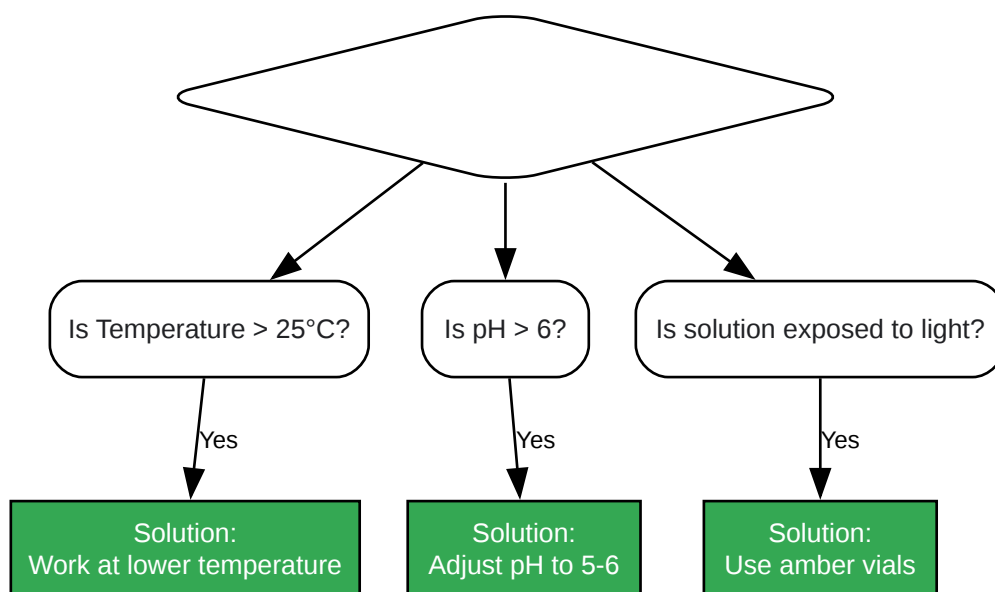 Is Temperature > 25°C?
Is pH > 6?
Is solution exposed to light?
Yes
Yes
Yes
Solution:
Work at lower temperature
Solution:
Adjust pH to 5-6
Solution:
Use amber vials